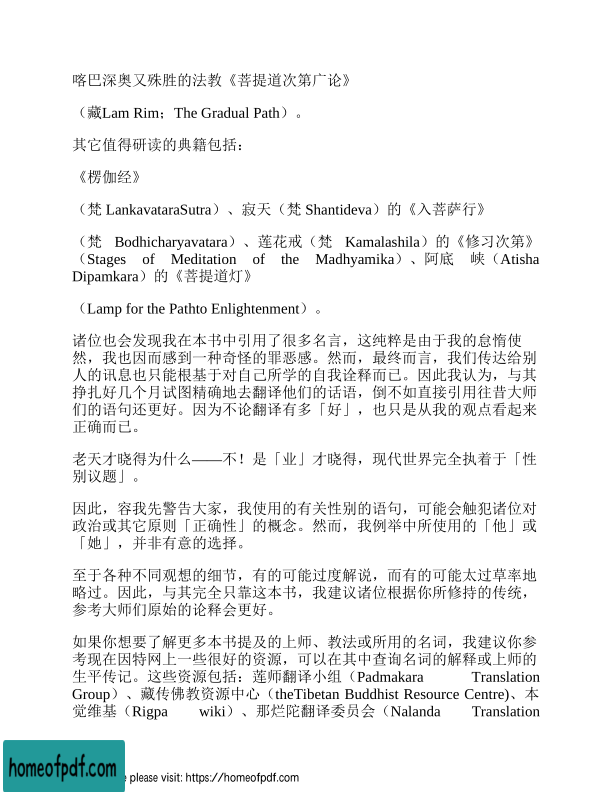 喀巴深奥又殊胜的法教《菩提道次第广论》
（藏Lam Rim；The Gradual Path）。
其它值得研读的典籍包括：
《楞伽经》
（梵 LankavataraSutra）、寂天（梵 Shantideva）的《入菩萨行》
（梵 Bodhicharyavatara）、莲花戒（梵 Kamalashila）的《修习次第》
（Stages of Meditation of the Madhyamika）、阿底 峡（Atisha
Dipamkara）的《菩提道灯》
（Lamp for the Pathto Enlightenment）。
诸位也会发现我在本书中引用了很多名言，这纯粹是由于我的怠惰使
然，我也因而感到一种奇怪的罪恶感。然而，最终而言，我们传达给别
人的讯息也只能根基于对自己所学的自我诠释而已。因此我认为，与其
挣扎好几个月试图精确地去翻译他们的话语，倒不如直接引用往昔大师
们的语句还更好。因为不论翻译有多「好」，也只是从我的观点看起来
正确而已。
老天才晓得为什么——不！是「业」才晓得，现代世界完全执着于「性
别议题」。
因此，容我先警告大家，我使用的有关性别的语句，可能会触犯诸位对
政治或其它原则「正确性」的概念。然而，我例举中所使用的「他」或
「她」，并非有意的选择。
至于各种不同观想的细节，有的可能过度解说，而有的可能太过草率地
略过。因此，与其完全只靠这本书，我建议诸位根据你所修持的传统，
参考大师们原始的论释会更好。
如果你想要了解更多本书提及的上师、教法或所用的名词，我建议你参
考现在因特网上一些很好的资源，可以在其中查询名词的解释或上师的
生平传记。这些资源包括：莲师翻译小组（Padmakara Translation
Group）、藏传佛教资源中心（theTibetan Buddhist Resource Centre)、本
觉维基（Rigpa wiki）、那烂陀翻译委员会（Nalanda Translation
homeofpdf.com
e please visit: https://homeofpdf.com